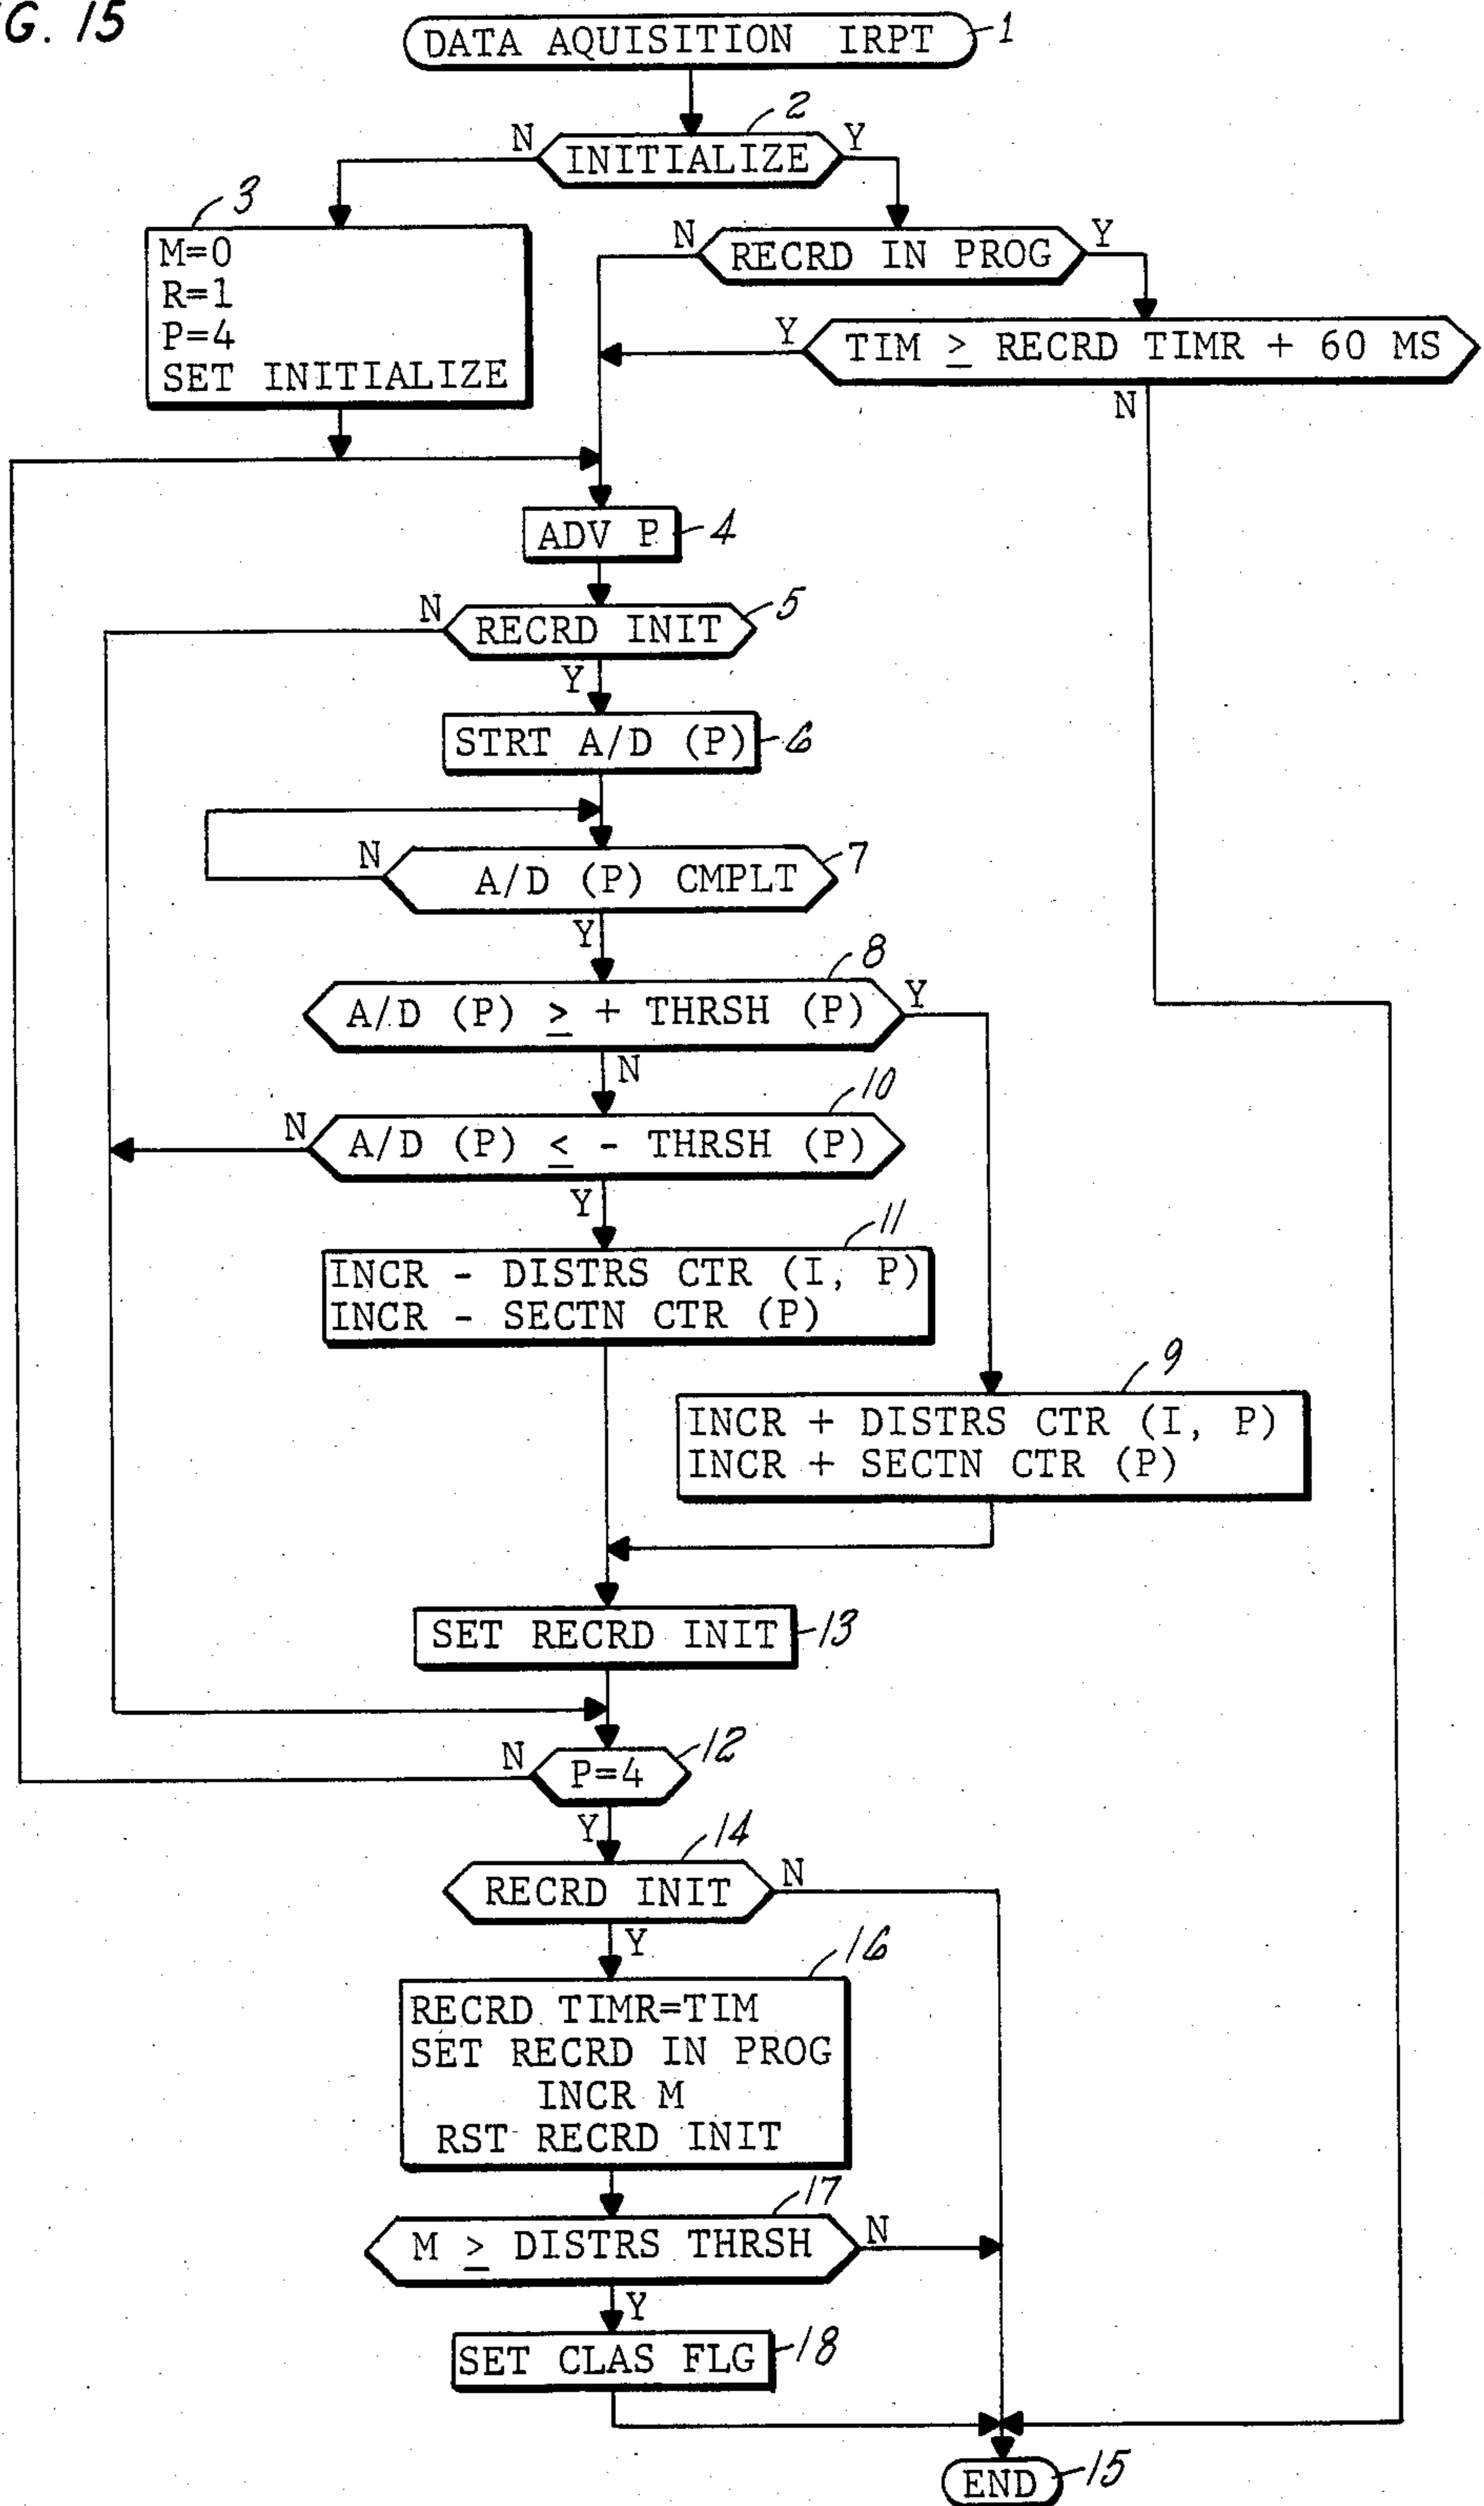 G. 15
DATA AQUISITION IRPT
1
2
N
INITIALIZE
Y
3
M=0
R=1
P=4
SET INITIALIZE
N
RECRD IN PROG
Y
Y
TIM ≥ RECRD TIMR + 60 MS
N
ADV P
4
N
RECRD INIT
5
Y
STRT A/D (P)
6
N
A/D (P) CMPLT
7
Y
8
A/D (P) ≥ + THRSH (P)
Y
N
10
N
A/D (P) ≤ - THRSH (P)
Y
11
INCR - DISTRS CTR (I, P)
INCR - SECTN CTR (P)
9
INCR + DISTRS CTR (I, P)
INCR + SECTN CTR (P)
SET RECRD INIT
13
N
P=4
12
Y
14
RECRD INIT
N
Y
16
RECRD TIMR=TIM
SET RECRD IN PROG
INCR M
RST RECRD INIT
17
M ≥ DISTRS THRSH
N
Y
SET CLAS FLG
18
END
15